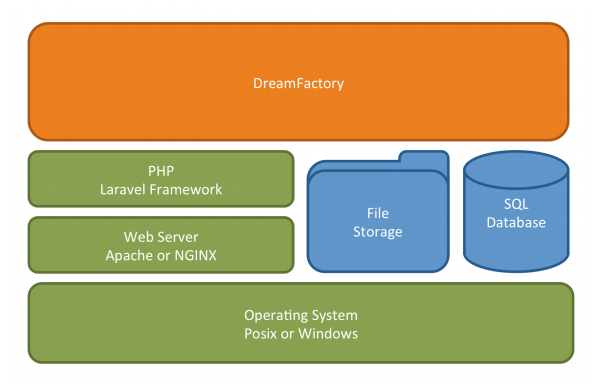 DreamFactory
PHP
Laravel Framework
Web Server
Apache or NGINX
File
Storage
SQL
Database
Operating System
Posix or Windows